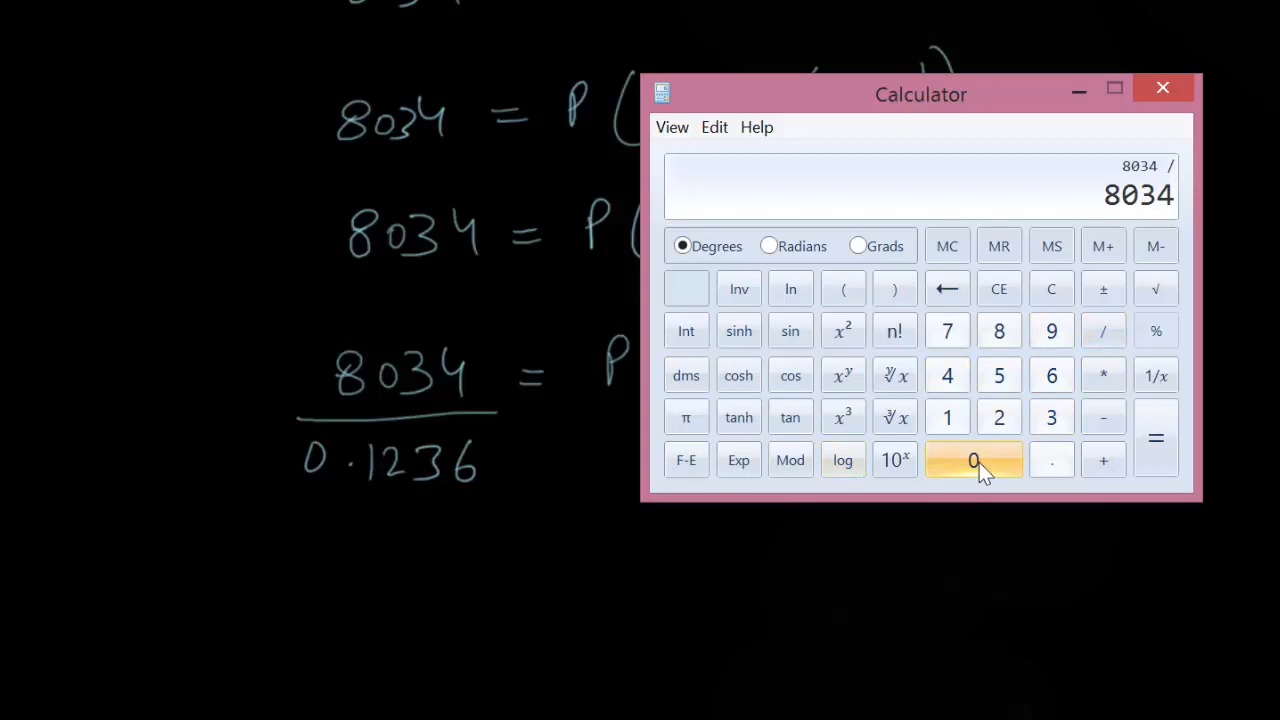 8034 = P (
8034 = P (
8034 = P
0.1236
Calculator
View Edit Help
8034 /
8034
Degrees Radians Grads MC MR MS M+ M-
Inv ln ( ) ← CE C ± √
Int sinh sin x² n! 7 8 9 / %
dms cosh cos xʸ ʸ√x 4 5 6 * 1/x
π tanh tan x³ ³√x 1 2 3 - =
F-E Exp Mod log 10ˣ 0 . +